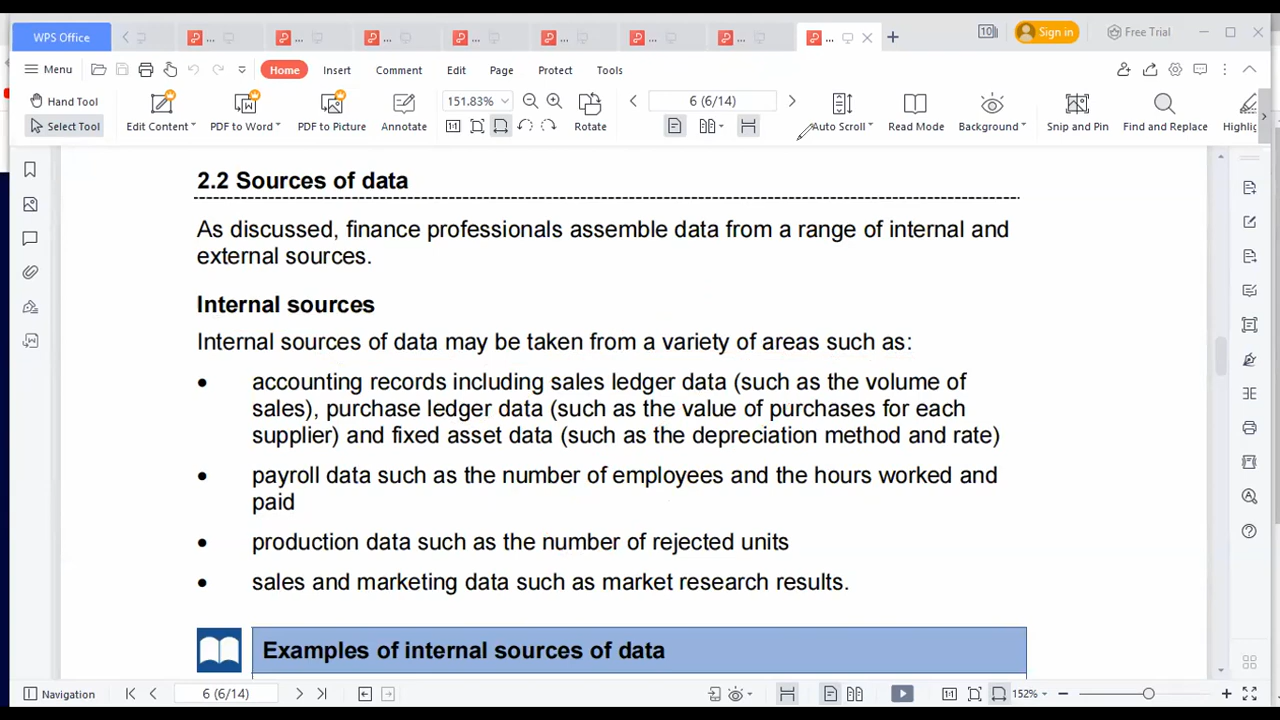 WPS Office
...
...
...
...
...
...
...
...
10
Sign in
Free Trial
Menu
Home
Insert
Comment
Edit
Page
Protect
Tools
Hand Tool
Select Tool
Edit Content
PDF to Word
PDF to Picture
Annotate
151.83%
Rotate
6 (6/14)
Auto Scroll
Read Mode
Background
Snip and Pin
Find and Replace
Highlig
2.2 Sources of data
As discussed, finance professionals assemble data from a range of internal and
external sources.
Internal sources
Internal sources of data may be taken from a variety of areas such as:
• accounting records including sales ledger data (such as the volume of
sales), purchase ledger data (such as the value of purchases for each
supplier) and fixed asset data (such as the depreciation method and rate)
• payroll data such as the number of employees and the hours worked and
paid
• production data such as the number of rejected units
• sales and marketing data such as market research results.
Examples of internal sources of data
Navigation
6 (6/14)
152%